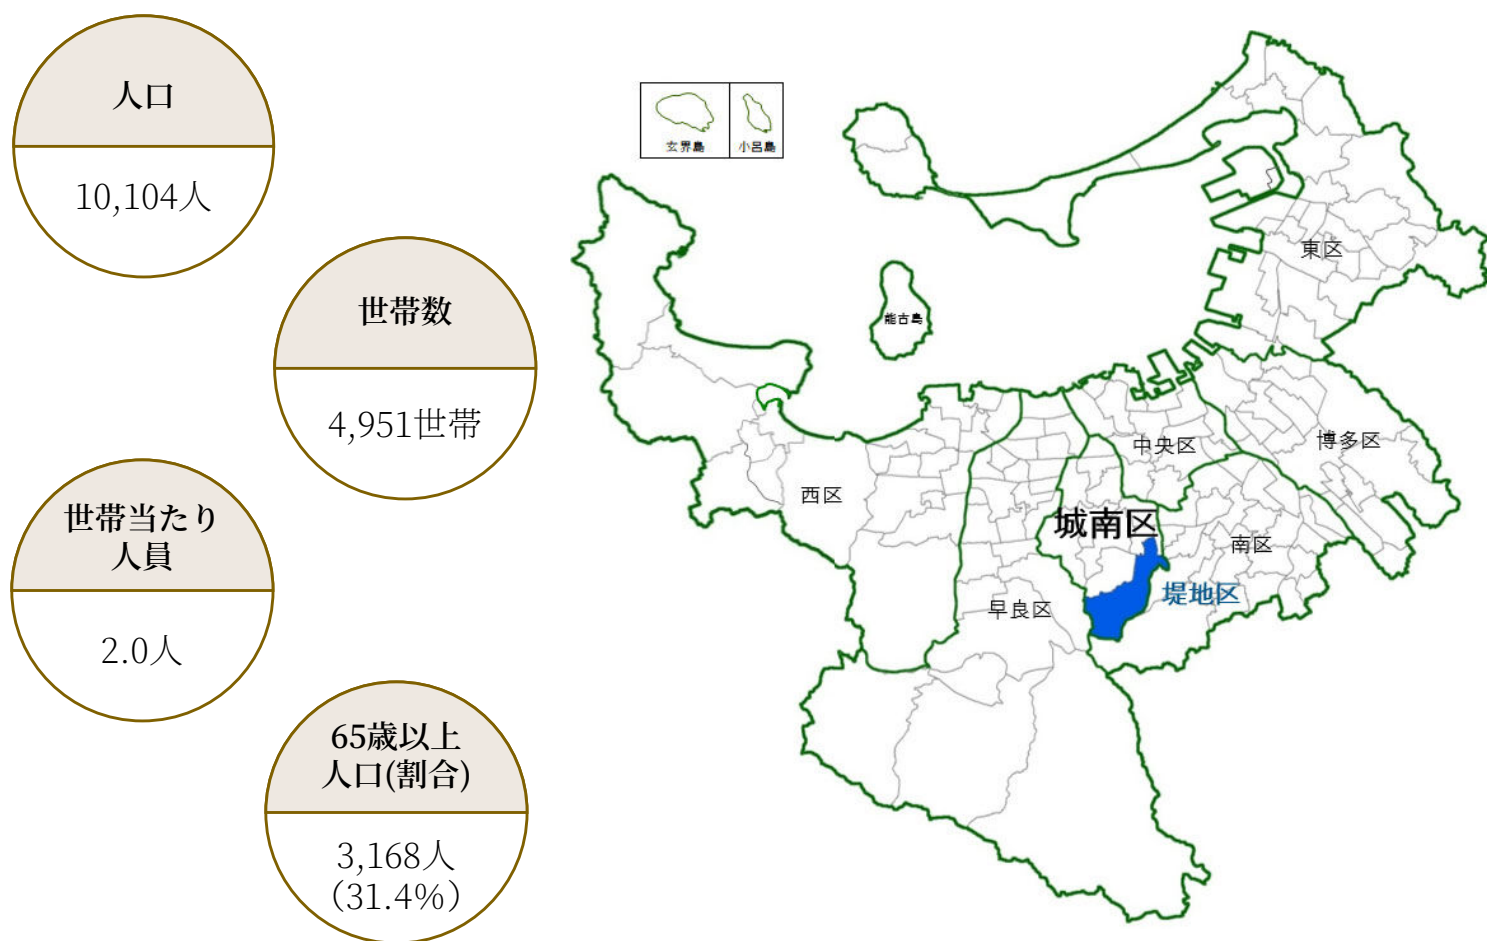 人口
10,104人
世帯数
4,951世帯
世帯当たり
人員
2.0人
65歳以上
人口(割合)
3,168人
（31.4%）
玄界島
小呂島
能古島
東区
博多区
中央区
西区
城南区
南区
堤地区
早良区